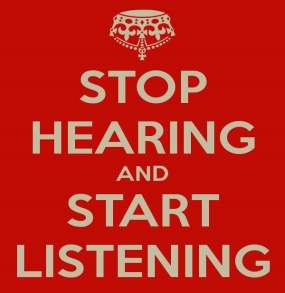 STOP
HEARING
AND
START
LISTENING